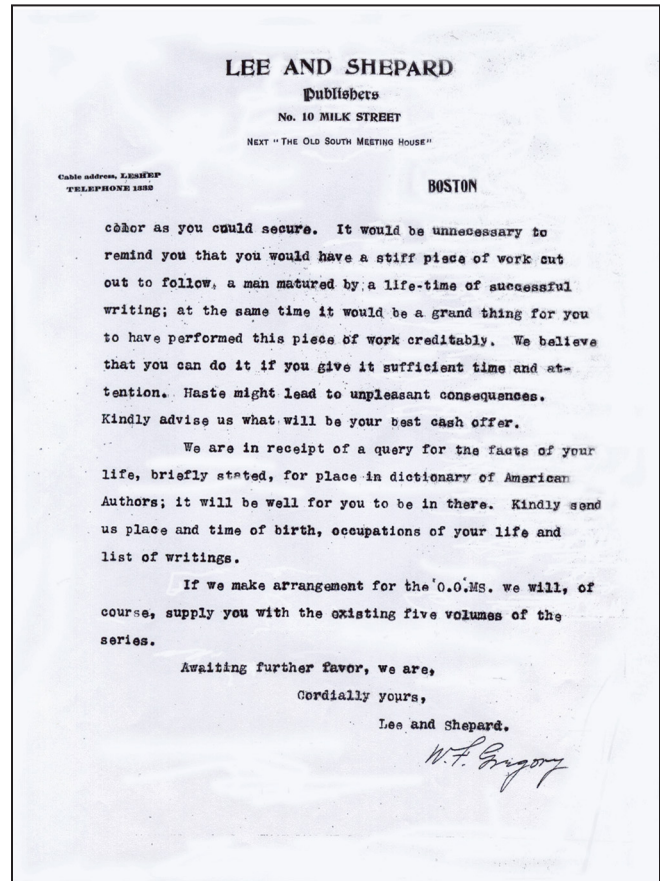 LEE AND SHEPARD
Publishers
No. 10 MILK STREET
NEXT "THE OLD SOUTH MEETING HOUSE"
Cable address, LESHEP
TELEPHONE 1332
BOSTON
color as you could secure. It would be unnecessary to
remind you that you would have a stiff piece of work cut
out to follow, a man matured by a life-time of successful
writing; at the same time it would be a grand thing for you
to have performed this piece of work creditably. We believe
that you can do it if you give it sufficient time and at-
tention. Haste might lead to unpleasant consequences.
Kindly advise us what will be your best cash offer.
We are in receipt of a query for the facts of your
life, briefly stated, for place in dictionary of American
Authors; it will be well for you to be in there. Kindly send
us place and time of birth, occupations of your life and
list of writings.
If we make arrangement for the 'O.O.'MS. we will, of
course, supply you with the existing five volumes of the
series.
Awaiting further favor, we are,
Cordially yours,
Lee and Shepard.
W. F. Gregory